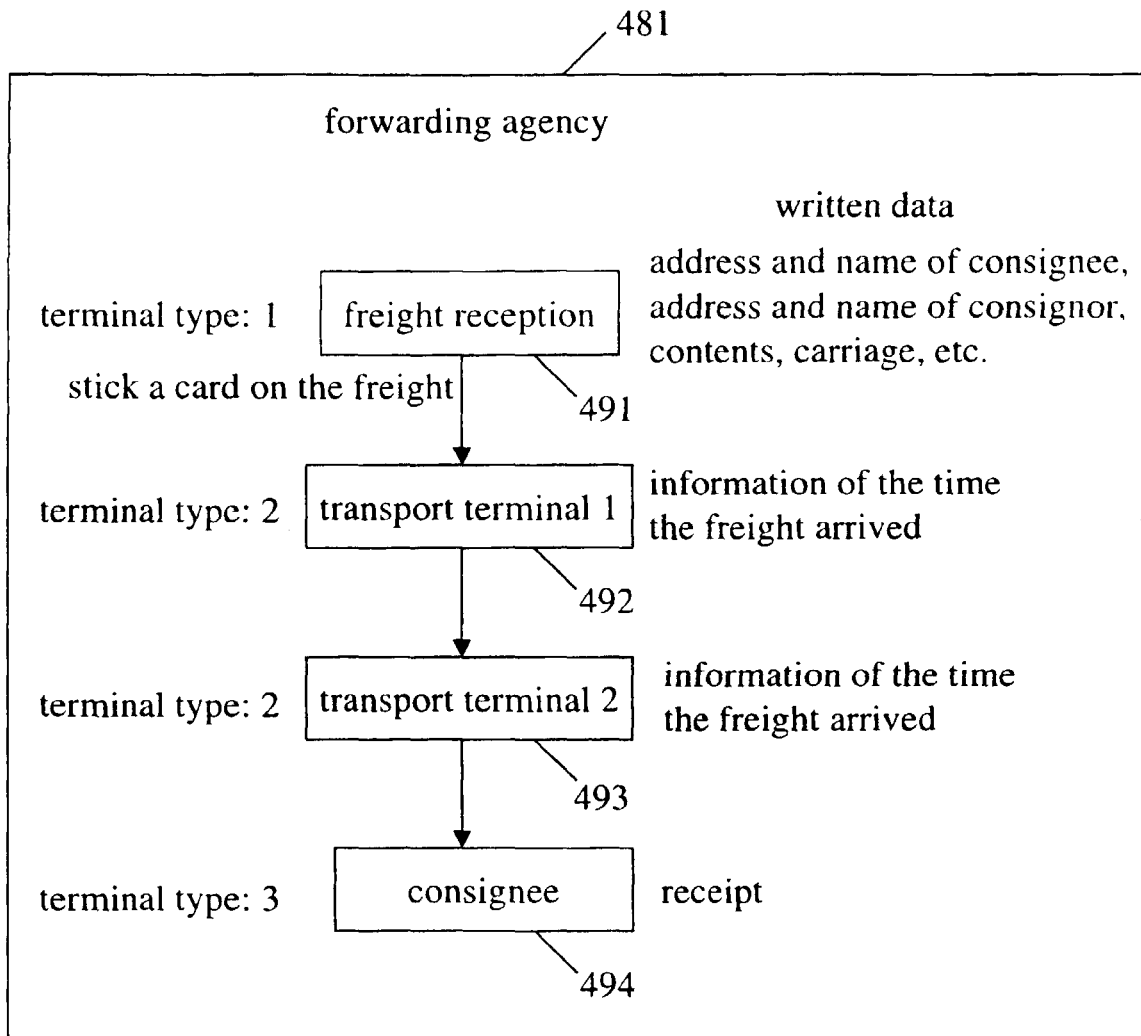 481
forwarding agency
written data
address and name of consignee,
address and name of consignor,
contents, carriage, etc.
terminal type: 1
freight reception
stick a card on the freight
491
terminal type: 2
transport terminal 1
information of the time
the freight arrived
492
terminal type: 2
transport terminal 2
information of the time
the freight arrived
493
terminal type: 3
consignee
receipt
494